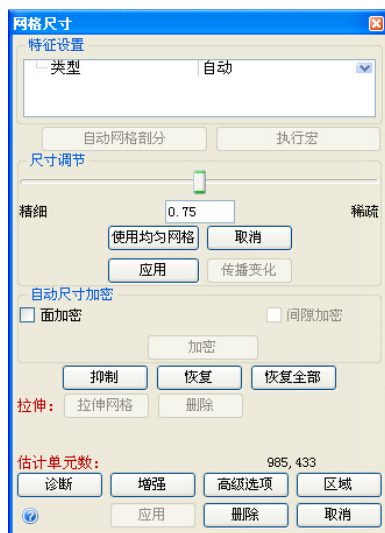 网格尺寸
特征设置
类型 自动
自动网格剖分 执行宏
尺寸调节
精细 0.75 稀疏
使用均匀网格 取消
应用 传播变化
自动尺寸加密
面加密 间隙加密
加密
抑制 恢复 恢复全部
拉伸: 拉伸网格 删除
估计单元数: 985,433
诊断 增强 高级选项 区域
应用 删除 取消